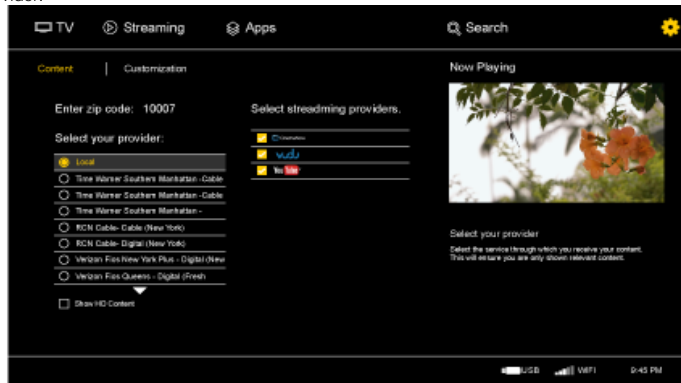 TV
Streaming
Apps
Search
Content
Customization
Now Playing
Enter zip code: 10007
Select streadming providers.
Select your provider:
Local
Time Warner Southern Manhattan -Cable
Time Warner Southern Manhattan -Cable
Time Warner Southern Manhattan -
RCN Cable- Cable (New York)
RCN Cable- Digital (New York)
Verizon Fios New York Plus - Digital (New
Verizon Fios Queens - Digital (Fresh
Show HD Content
vudu
YouTube
Select your provider
Select the service through which you receive your content.
This will ensure you are only shown relevant content.
USB
WIFI
9:45 PM